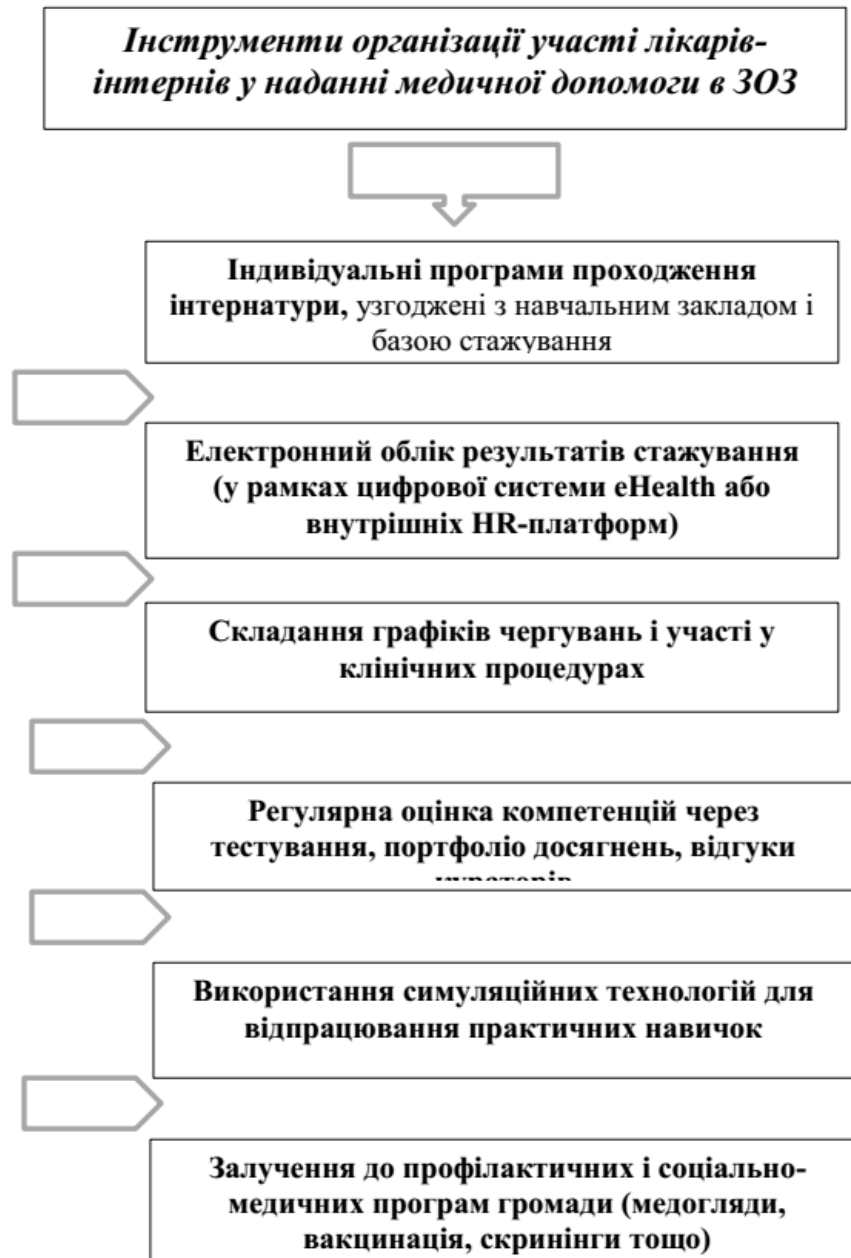 Інструменти організації участі лікарів-
інтернів у наданні медичної допомоги в ЗОЗ
Індивідуальні програми проходження
інтернатури, узгоджені з навчальним закладом і
базою стажування
Електронний облік результатів стажування
(у рамках цифрової системи eHealth або
внутрішніх HR-платформ)
Складання графіків чергувань і участі у
клінічних процедурах
Регулярна оцінка компетенцій через
тестування, портфоліо досягнень, відгуки
кураторів
Використання симуляційних технологій для
відпрацювання практичних навичок
Залучення до профілактичних і соціально-
медичних програм громади (медогляди,
вакцинація, скринінги тощо)